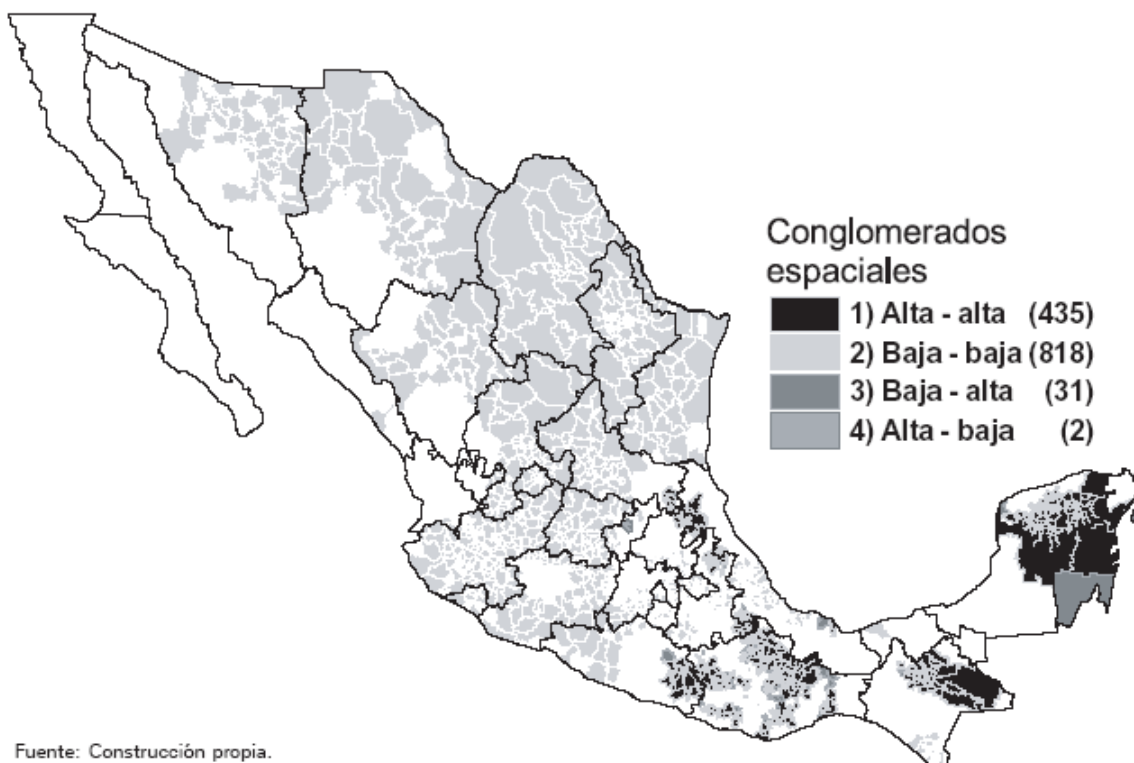 Conglomerados
espaciales
1) Alta - alta (435)
2) Baja - baja (818)
3) Baja - alta (31)
4) Alta - baja (2)
Fuente: Construcción propia.